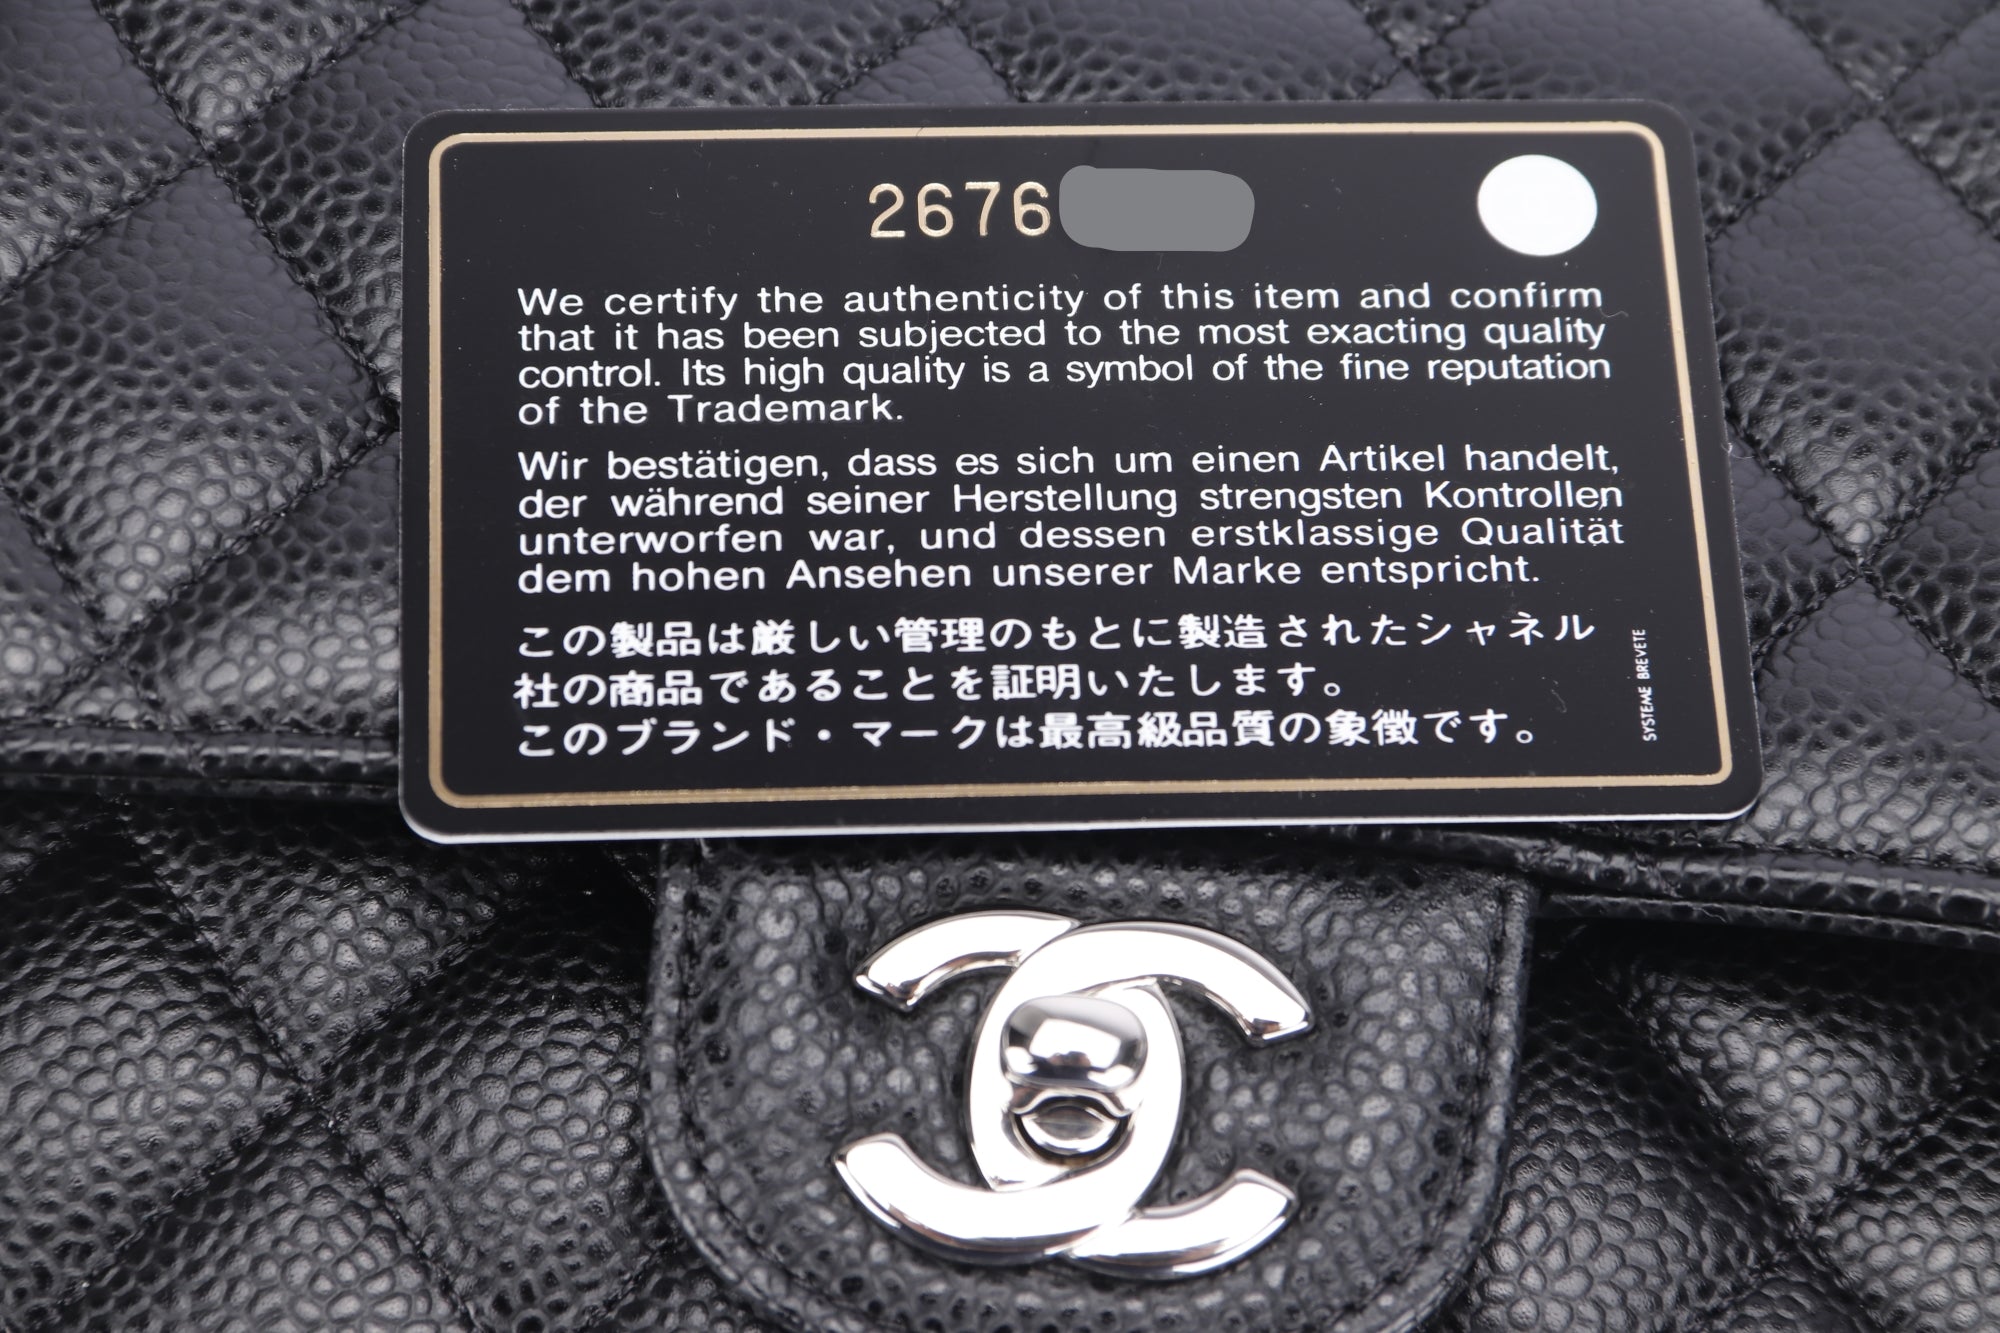 2676
We certify the authenticity of this item and confirm
that it has been subjected to the most exacting quality
control. Its high quality is a symbol of the fine reputation
of the Trademark.
Wir bestätigen, dass es sich um einen Artikel handelt,
der während seiner Herstellung strengsten Kontrollen
unterworfen war, und dessen erstklassige Qualität
dem hohen Ansehen unserer Marke entspricht.
この製品は厳しい管理のもとに製造されたシャネル
社の商品であることを証明いたします。
このブランド・マークは最高級品質の象徴です。
SYSTEME BREVETE